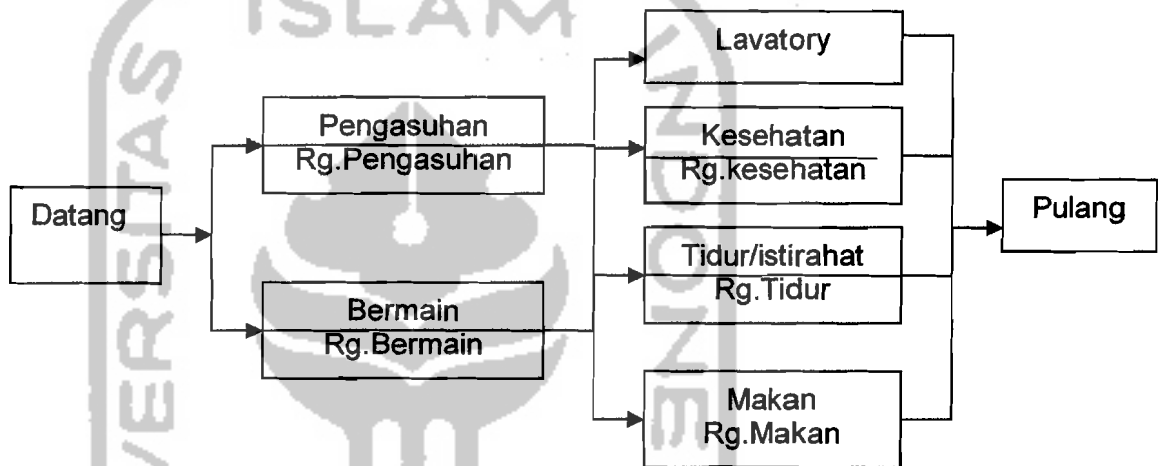 ISLAM
Lavatory
Pengasuhan
Rg.Pengasuhan
Kesehatan
Rg.kesehatan
Datang
Pulang
Tidur/istirahat
Rg.Tidur
Bermain
Rg.Bermain
Makan
Rg.Makan